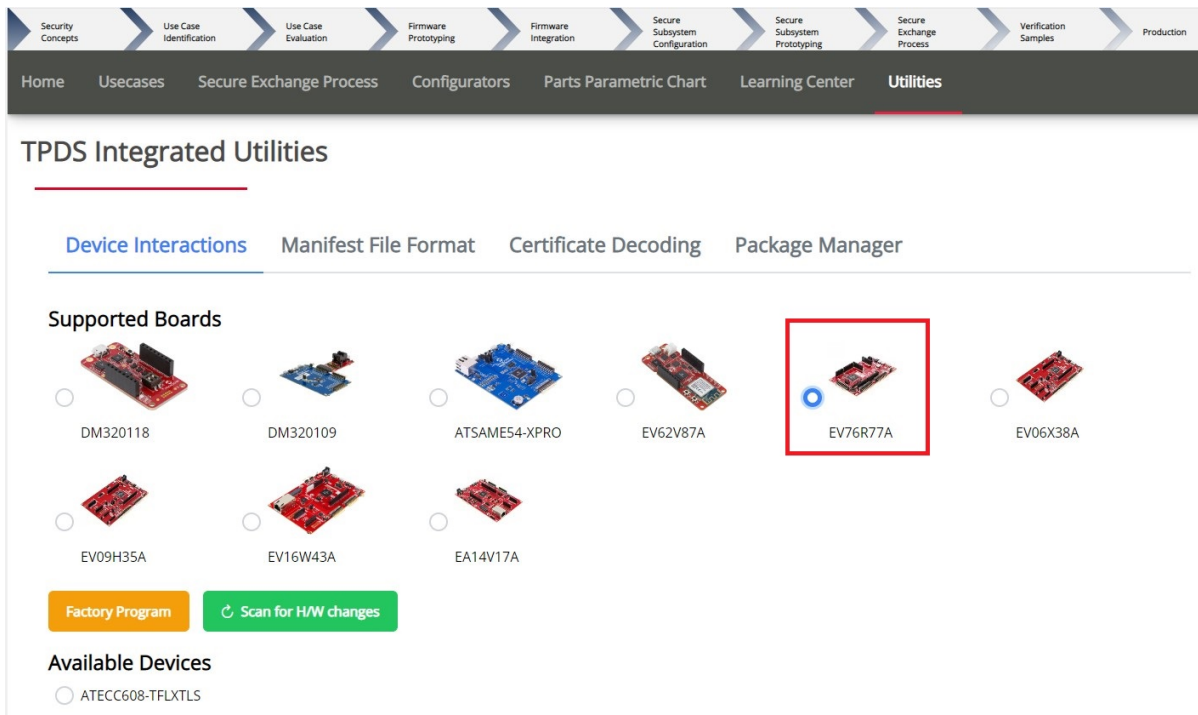 Security
Concepts
Use Case
Identification
Use Case
Evaluation
Firmware
Prototyping
Firmware
Integration
Secure
Subsystem
Configuration
Secure
Subsystem
Prototyping
Secure
Exchange
Process
Verification
Samples
Production
Home Usecases Secure Exchange Process Configurators Parts Parametric Chart Learning Center Utilities
TPDS Integrated Utilities
Device Interactions Manifest File Format Certificate Decoding Package Manager
Supported Boards
DM320118 DM320109 ATSAME54-XPRO EV62V87A EV76R77A EV06X38A
EV09H35A EV16W43A EA14V17A
Factory Program Scan for H/W changes
Available Devices
ATECC608-TFLXTLS